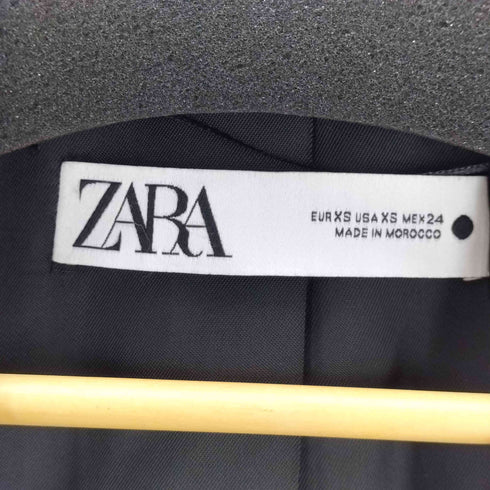 ZARA
EUR XS USA XS MEX 24
MADE IN MOROCCO